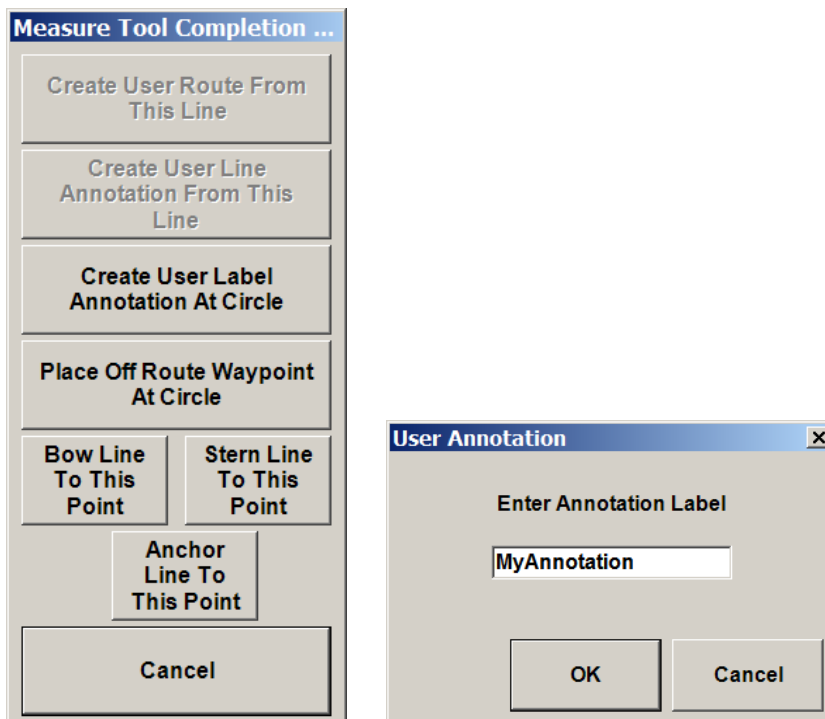 Measure Tool Completion ...
Create User Route From
This Line
Create User Line
Annotation From This
Line
Create User Label
Annotation At Circle
Place Off Route Waypoint
At Circle
Bow Line
To This
Point
Stern Line
To This
Point
Anchor
Line To
This Point
Cancel
User Annotation
Enter Annotation Label
MyAnnotation
OK
Cancel